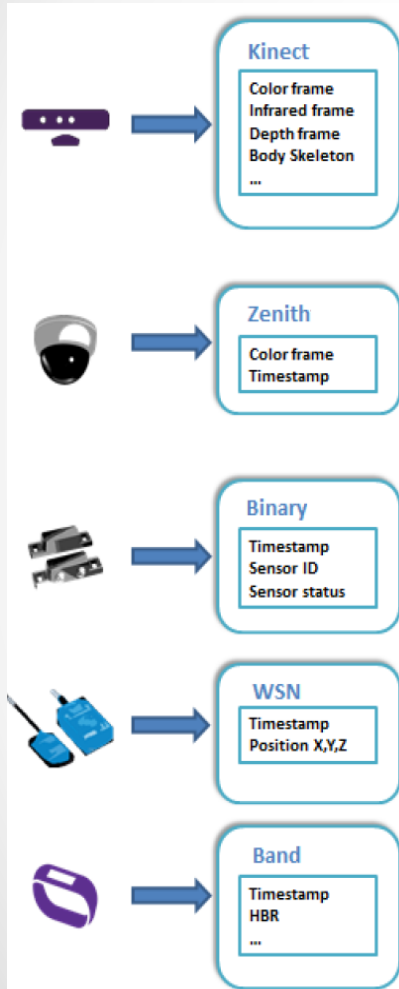 Kinect
Color frame
Infrared frame
Depth frame
Body Skeleton
...
Zenith
Color frame
Timestamp
Binary
Timestamp
Sensor ID
Sensor status
WSN
Timestamp
Position X,Y,Z
Band
Timestamp
HBR
...